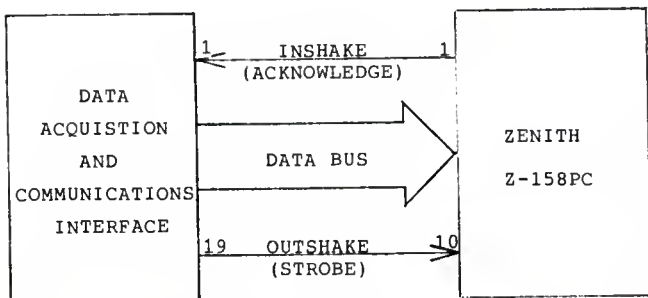 1 INSHAKE 1
(ACKNOWLEDGE)
DATA
ACQUISTION
AND
COMMUNICATIONS
INTERFACE
DATA BUS
ZENITH
Z-158PC
19 OUTSHAKE 10
(STROBE)